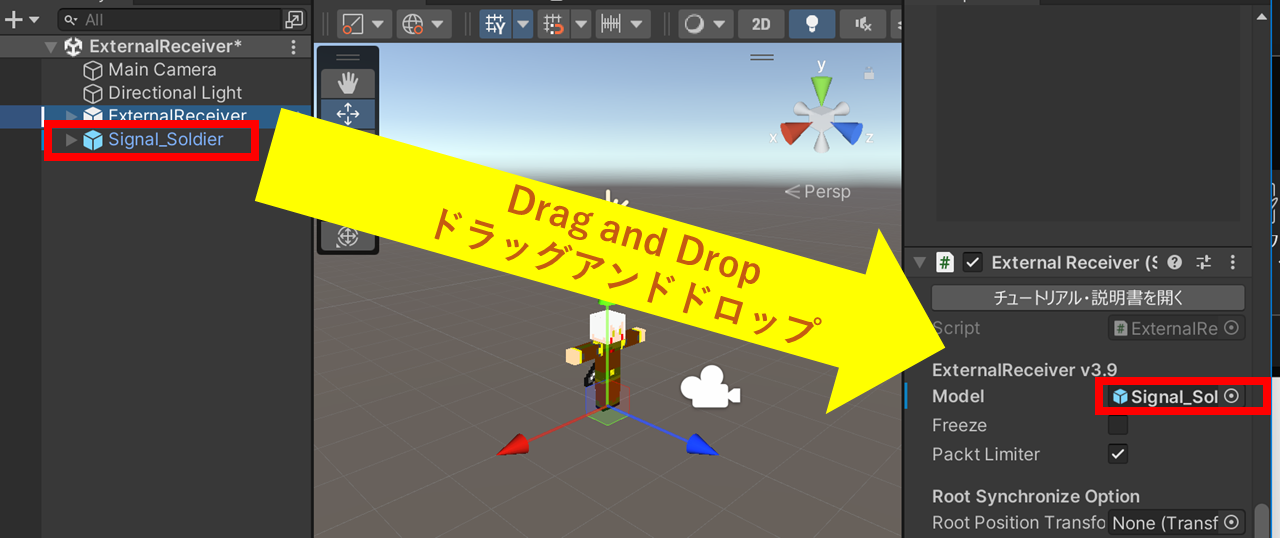 All
ExternalReceiver*
Main Camera
Directional Light
ExternalReceiver
Signal_Soldier
2D
y
x
z
Persp
Drag and Drop
ドラッグアンドドロップ
External Receiver (S
チュートリアル・説明書を開く
Script
ExternalRe
ExternalReceiver v3.9
Model
Signal_Sol
Freeze
Packt Limiter
Root Synchronize Option
Root Position Transfo
None (Transf